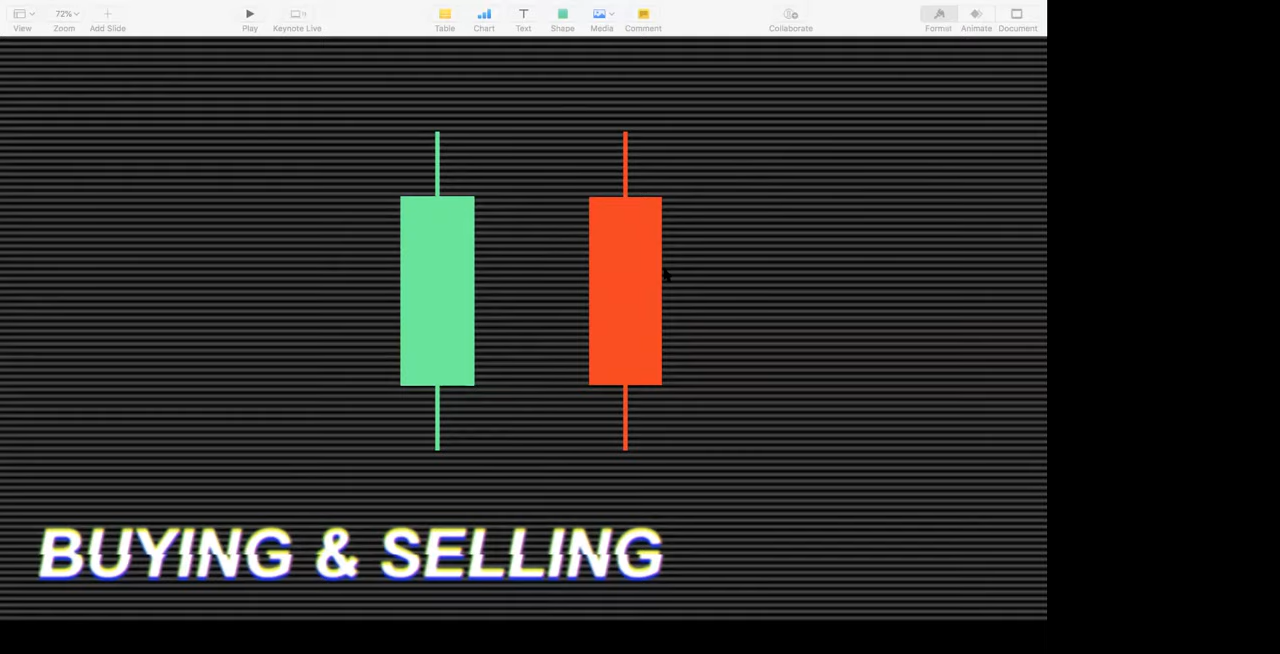 72%
View
Zoom
Add Slide
Play
Keynote Live
Table
Chart
Text
Shape
Media
Comment
Collaborate
Format
Animate
Document
BUYING & SELLING